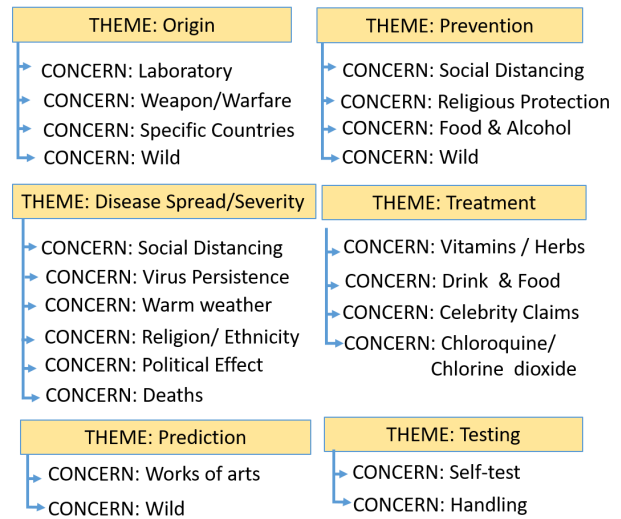 THEME: Origin
CONCERN: Laboratory
CONCERN: Weapon/Warfare
CONCERN: Specific Countries
CONCERN: Wild
THEME: Prevention
CONCERN: Social Distancing
CONCERN: Religious Protection
CONCERN: Food & Alcohol
CONCERN: Wild
THEME: Disease Spread/Severity
CONCERN: Social Distancing
CONCERN: Virus Persistence
CONCERN: Warm weather
CONCERN: Religion/ Ethnicity
CONCERN: Political Effect
CONCERN: Deaths
THEME: Treatment
CONCERN: Vitamins / Herbs
CONCERN: Drink & Food
CONCERN: Celebrity Claims
CONCERN: Chloroquine/
Chlorine dioxide
THEME: Prediction
CONCERN: Works of arts
CONCERN: Wild
THEME: Testing
CONCERN: Self-test
CONCERN: Handling